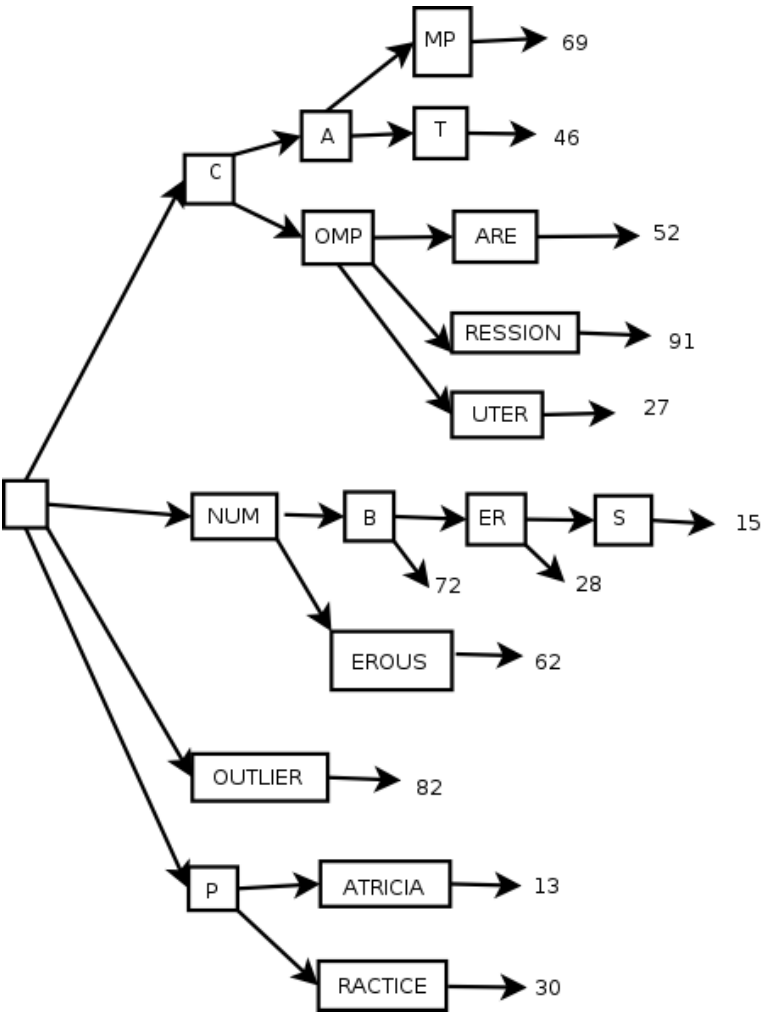 MP
69
A
T
46
C
OMP
ARE
52
RESSION
91
UTER
27
NUM
B
ER
S
15
72
28
EROUS
62
OUTLIER
82
P
ATRICIA
13
RACTICE
30